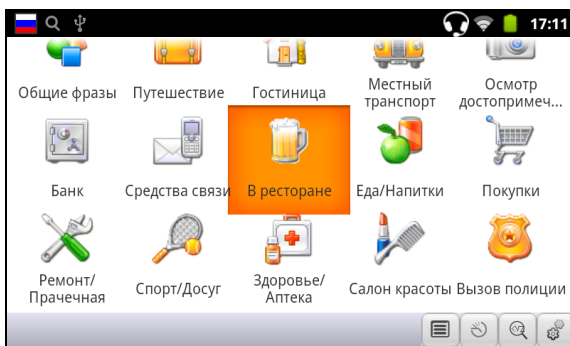 17:11
Общие фразы Путешествие Гостиница Местный транспорт Осмотр достопримеч...
Банк Средства связи В ресторане Еда/Напитки Покупки
Ремонт/Прачечная Спорт/Досуг Здоровье/Аптека Салон красоты Вызов полиции